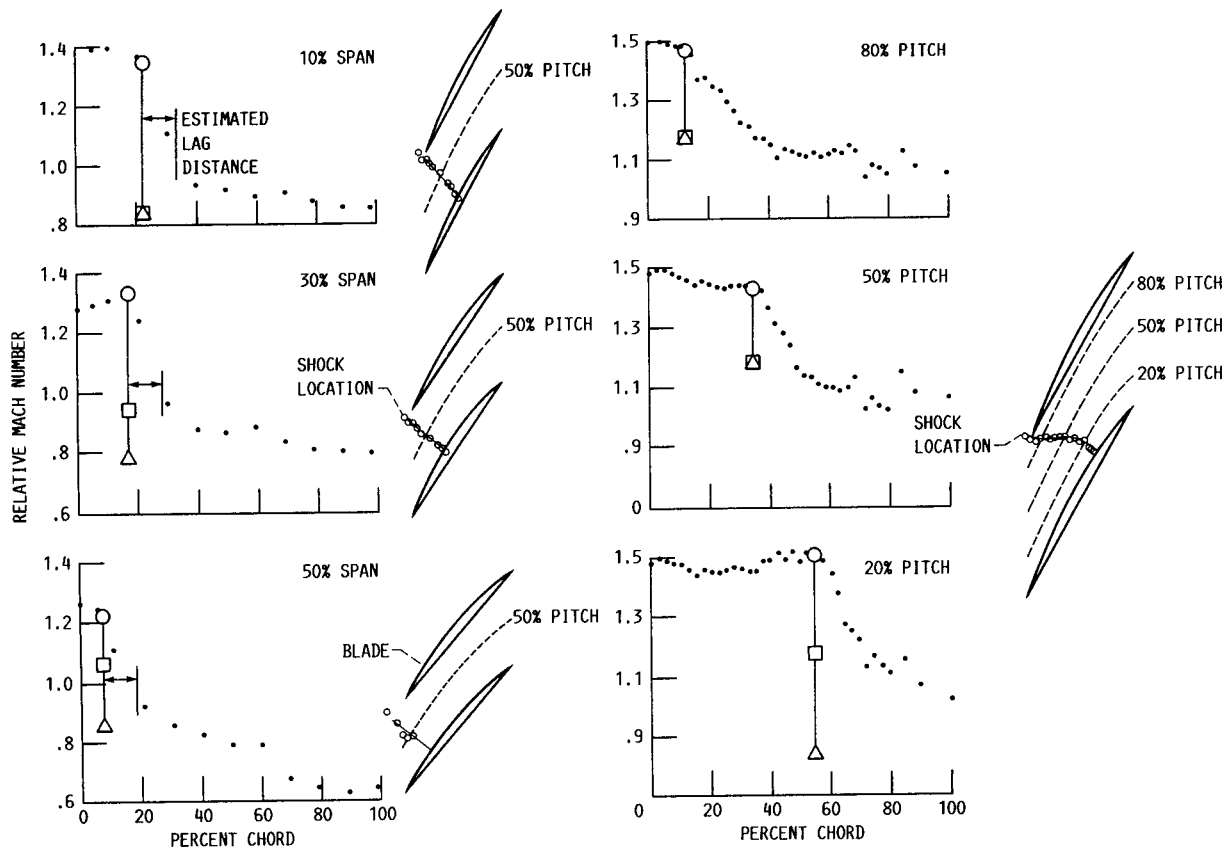 1.4
1.2
1.0
.8
10% SPAN
ESTIMATED
LAG
DISTANCE
50% PITCH
1.4
1.2
1.0
0.8
.6
30% SPAN
SHOCK
LOCATION
50% PITCH
RELATIVE MACH NUMBER
1.4
1.2
1.0
.8
.6
50% SPAN
BLADE
50% PITCH
0
20
40
60
80
100
PERCENT CHORD
1.5
1.3
1.1
.9
80% PITCH
1.5
1.3
1.1
.9
0
50% PITCH
SHOCK
LOCATION
80% PITCH
50% PITCH
20% PITCH
1.5
1.3
1.1
.9
20% PITCH
0
20
40
60
80
100
PERCENT CHORD